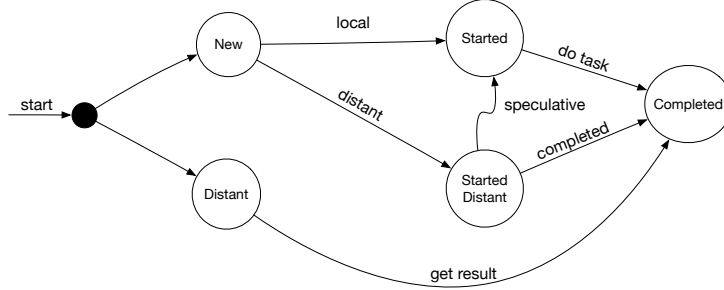 start
New
local
Started
do task
distant
speculative
Completed
completed
Distant
Started
Distant
get result